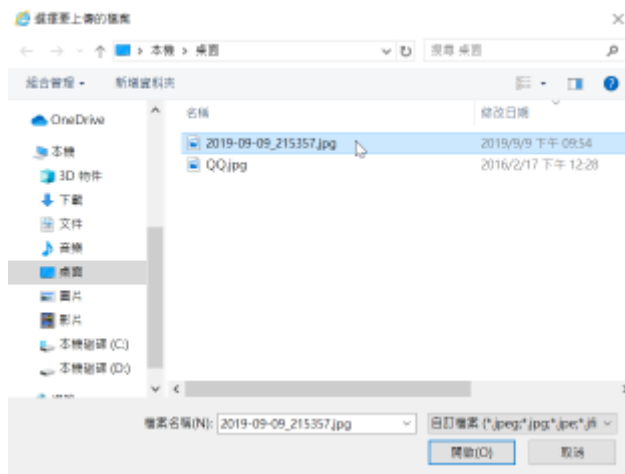 選擇要上傳的檔案
本機 › 桌面
搜尋 桌面
組合管理
新增資料夾
名稱
修改日期
OneDrive
本機
3D 物件
下載
文件
音樂
桌面
圖片
影片
本機磁碟 (C:)
本機磁碟 (D:)
2019-09-09_215357.jpg
2019/9/9 下午 09:54
QQ.jpg
2016/2/17 下午 12:28
檔案名稱(N):
2019-09-09_215357.jpg
自訂檔案 (*.jpeg;*.jpg;*.jpe;*.jfi
開啟(O)
取消